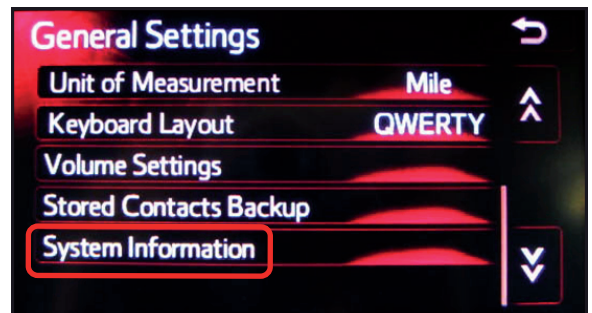 General Settings
Unit of Measurement Mile
Keyboard Layout QWERTY
Volume Settings
Stored Contacts Backup
System Information